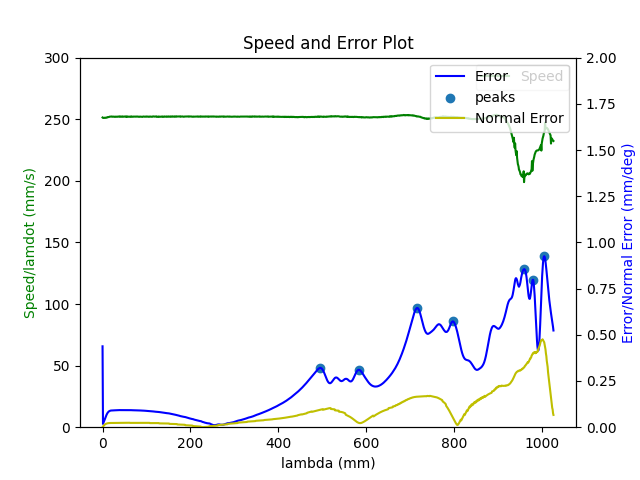 Speed and Error Plot
300
250
200
150
100
50
0
Speed/lamdot (mm/s)
0
200
400
600
800
1000
lambda (mm)
2.00
1.75
1.50
1.25
1.00
0.75
0.50
0.25
0.00
Error/Normal Error (mm/deg)
Error
Speed
peaks
Normal Error